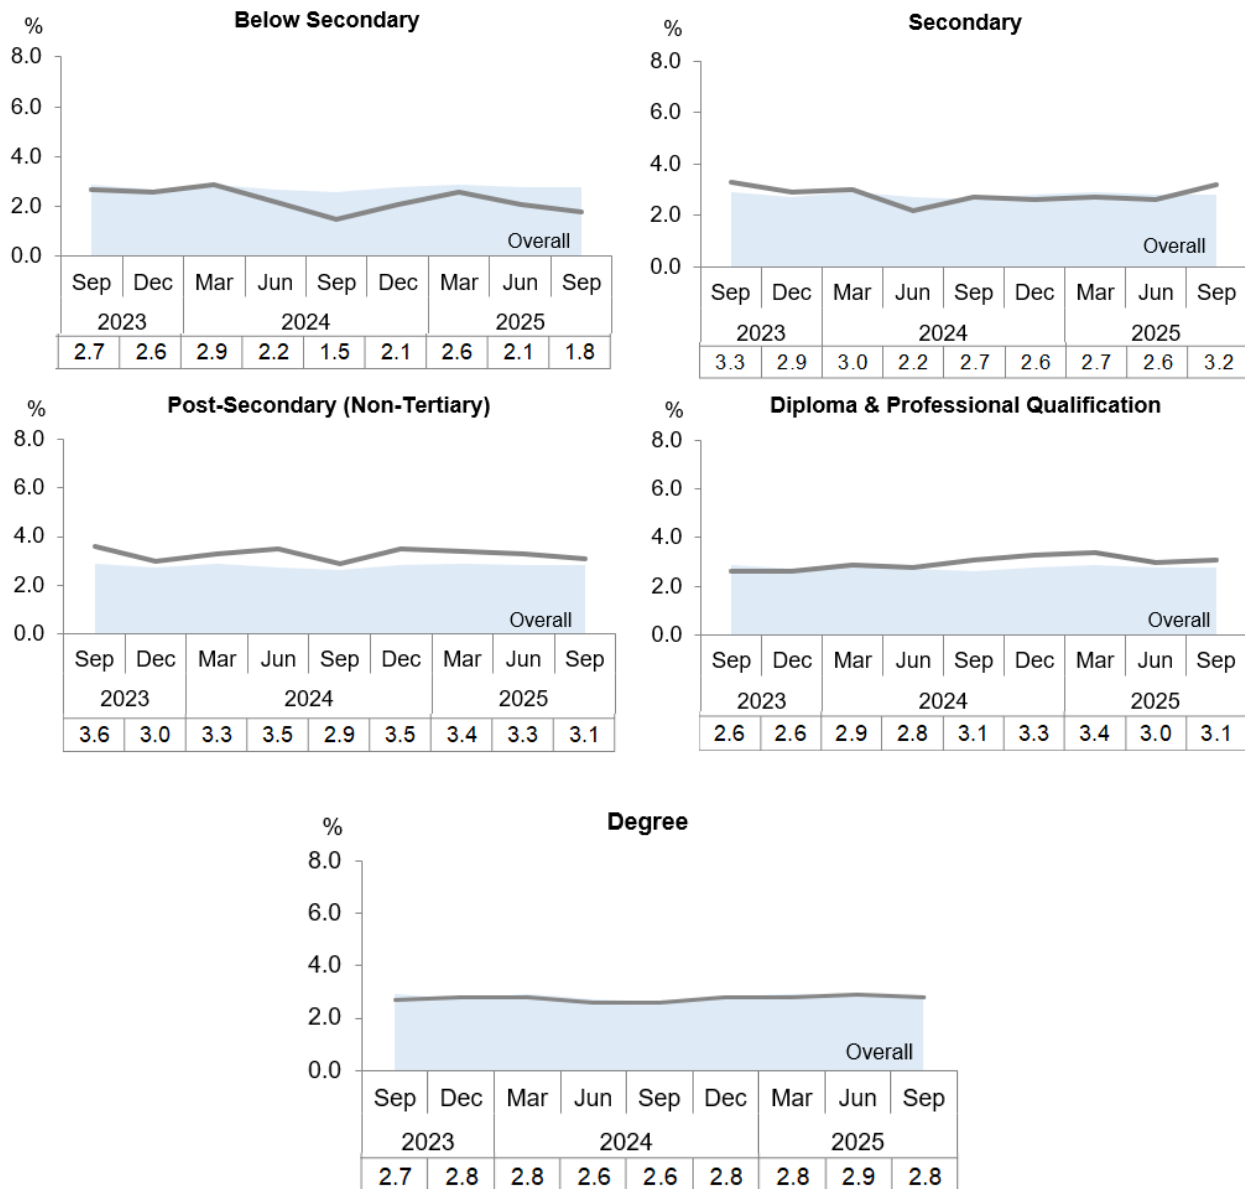 Below Secondary
%
8.0
6.0
4.0
2.0
0.0
Overall
Sep Dec Mar Jun Sep Dec Mar Jun Sep
2023 2024 2025
2.7 2.6 2.9 2.2 1.5 2.1 2.6 2.1 1.8
Secondary
%
8.0
6.0
4.0
2.0
0.0
Overall
Sep Dec Mar Jun Sep Dec Mar Jun Sep
2023 2024 2025
3.3 2.9 3.0 2.2 2.7 2.6 2.7 2.6 3.2
Post-Secondary (Non-Tertiary)
%
8.0
6.0
4.0
2.0
0.0
Overall
Sep Dec Mar Jun Sep Dec Mar Jun Sep
2023 2024 2025
3.6 3.0 3.3 3.5 2.9 3.5 3.4 3.3 3.1
Diploma & Professional Qualification
%
8.0
6.0
4.0
2.0
0.0
Overall
Sep Dec Mar Jun Sep Dec Mar Jun Sep
2023 2024 2025
2.6 2.6 2.9 2.8 3.1 3.3 3.4 3.0 3.1
Degree
%
8.0
6.0
4.0
2.0
0.0
Overall
Sep Dec Mar Jun Sep Dec Mar Jun Sep
2023 2024 2025
2.7 2.8 2.8 2.6 2.6 2.8 2.8 2.9 2.8